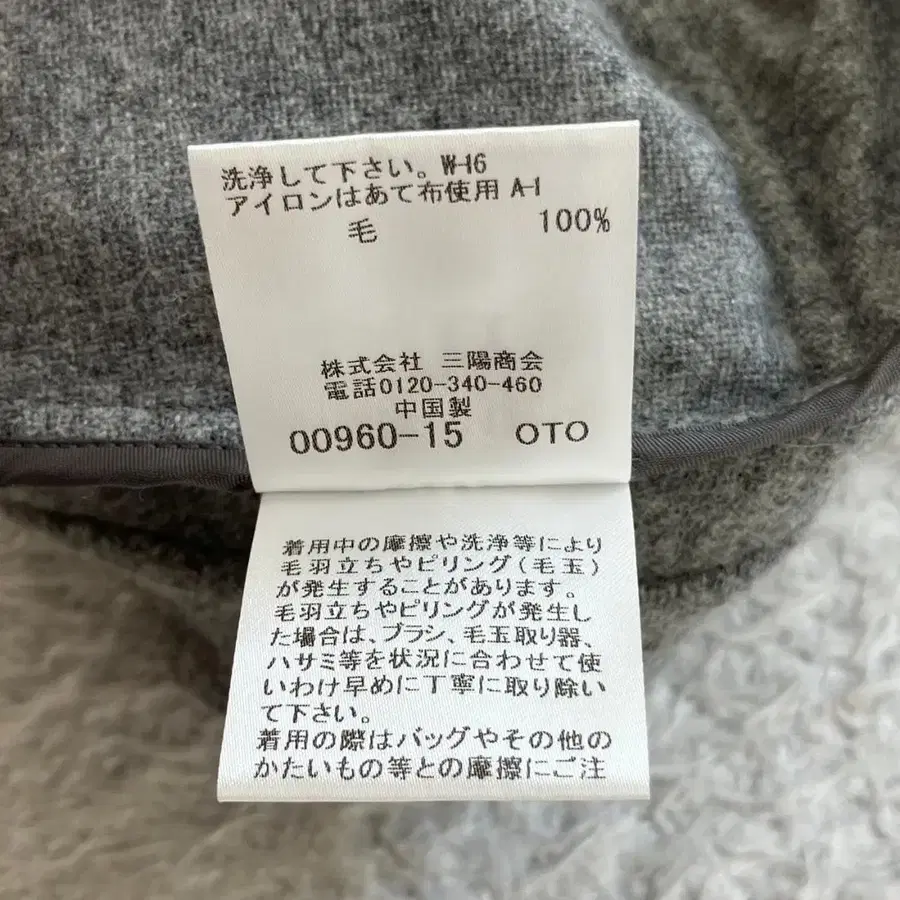 洗浄して下さい。W-16
アイロンはあて布使用 A-1
毛 100%
株式会社 三陽商会
電話0120-340-460
中国製
00960-15 OTO
着用中の摩擦や洗浄等により
毛羽立ちやピリング(毛玉)
が発生することがあります。
毛羽立ちやピリングが発生し
た場合は、ブラシ、毛玉取り器、
ハサミ等を状況に合わせて使
いわけ早めに丁寧に取り除い
て下さい。
着用の際はバッグやその他の
かたいもの等との摩擦にご注